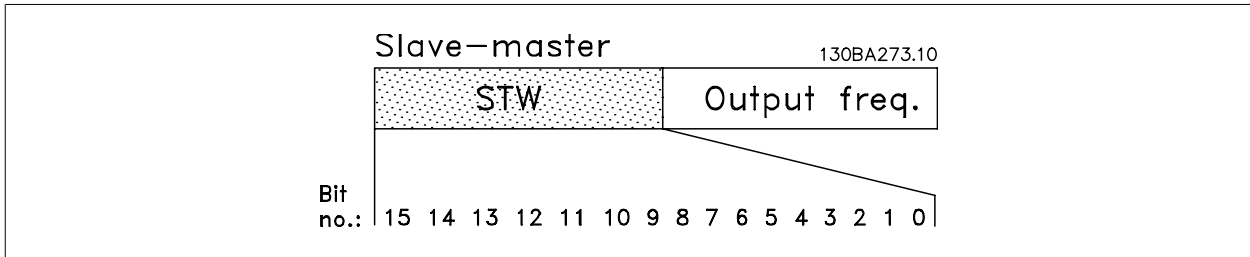 Slave-master 130BA273.10
STW Output freq.
Bit
no.: 15 14 13 12 11 10 9 8 7 6 5 4 3 2 1 0